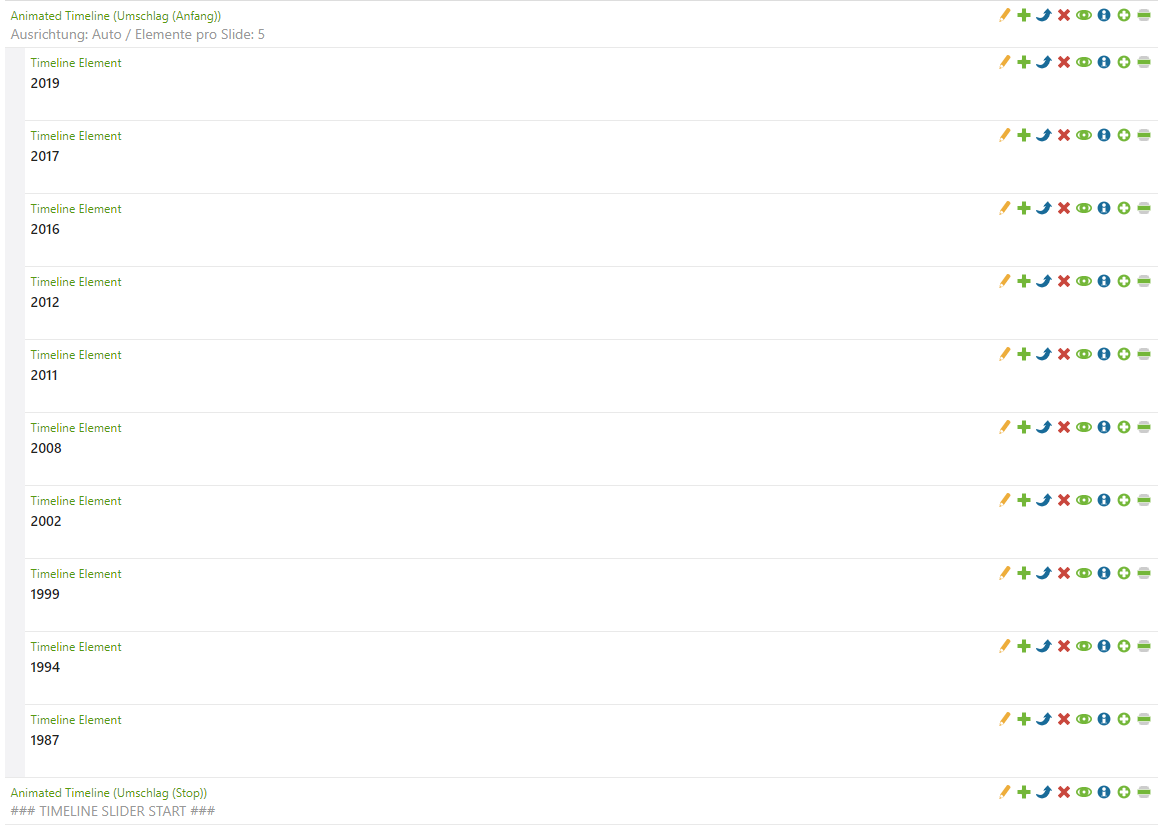 Animated Timeline (Umschlag (Anfang))
Ausrichtung: Auto / Elemente pro Slide: 5
Timeline Element
2019
Timeline Element
2017
Timeline Element
2016
Timeline Element
2012
Timeline Element
2011
Timeline Element
2008
Timeline Element
2002
Timeline Element
1999
Timeline Element
1994
Timeline Element
1987
Animated Timeline (Umschlag (Stop))
### TIMELINE SLIDER START ###